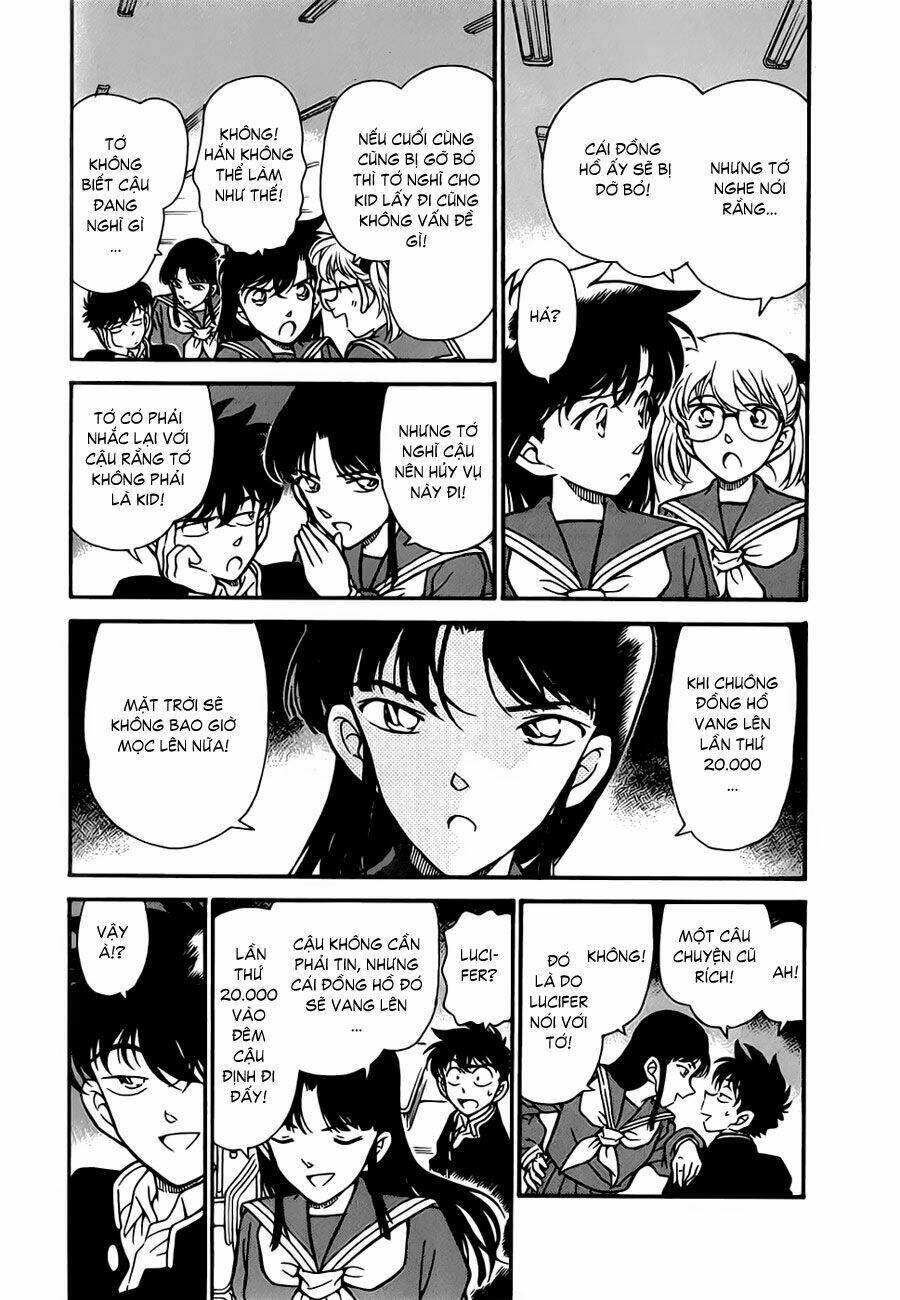 NHƯNG TỚ
NGHE NÓI
RẰNG...
CÁI ĐỒNG
HỒ ẤY SẼ BỊ
DỠ BỎ!
HẢ?
NẾU CUỐI CÙNG
CŨNG BỊ GỠ BỎ
THÌ TỚ NGHĨ CHO
KID LẤY ĐI CŨNG
KHÔNG VẤN ĐỀ
GÌ!
KHÔNG!
HẮN KHÔNG
THỂ LÀM
NHƯ THẾ!
TỚ
KHÔNG
BIẾT CẬU
ĐANG
NGHĨ GÌ
...
NHƯNG TỚ
NGHĨ CẬU
NÊN HỦY VỤ
NÀY ĐI!
TỚ CÓ PHẢI
NHẮC LẠI VỚI
CẬU RẰNG TỚ
KHÔNG PHẢI
LÀ KID!
KHI CHUÔNG
ĐỒNG HỒ
VANG LÊN
LẦN THỨ
20.000
...
MẶT TRỜI SẼ
KHÔNG BAO GIỜ
MỌC LÊN NỮA!
AH!
MỘT CÂU
CHUYỆN CŨ
RÍCH!
KHÔNG!
ĐÓ
LÀ DO
LUCIFER
NÓI VỚI
TỚ!
LUCI-
FER?
CẬU KHÔNG CẦN
PHẢI TIN, NHƯNG
CÁI ĐỒNG HỒ ĐÓ
SẼ VANG LÊN
...
LẦN THỨ
20.000
VÀO
ĐÊM
CẬU
ĐỊNH ĐI
ĐẤY!
VẬY
À!?